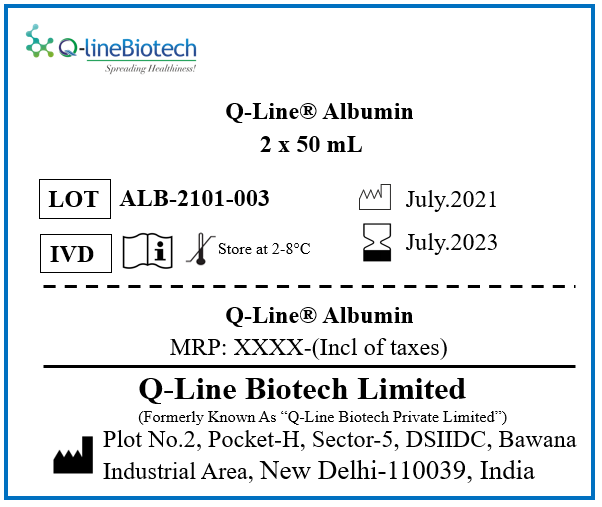 Q-lineBiotech
Spreading Healthiness!
Q-Line® Albumin
2 x 50 mL
LOT ALB-2101-003 July.2021
IVD i Store at 2-8°C July.2023
Q-Line® Albumin
MRP: XXXX-(Incl of taxes)
Q-Line Biotech Limited
(Formerly Known As “Q-Line Biotech Private Limited”)
Plot No.2, Pocket-H, Sector-5, DSIIDC, Bawana
Industrial Area, New Delhi-110039, India